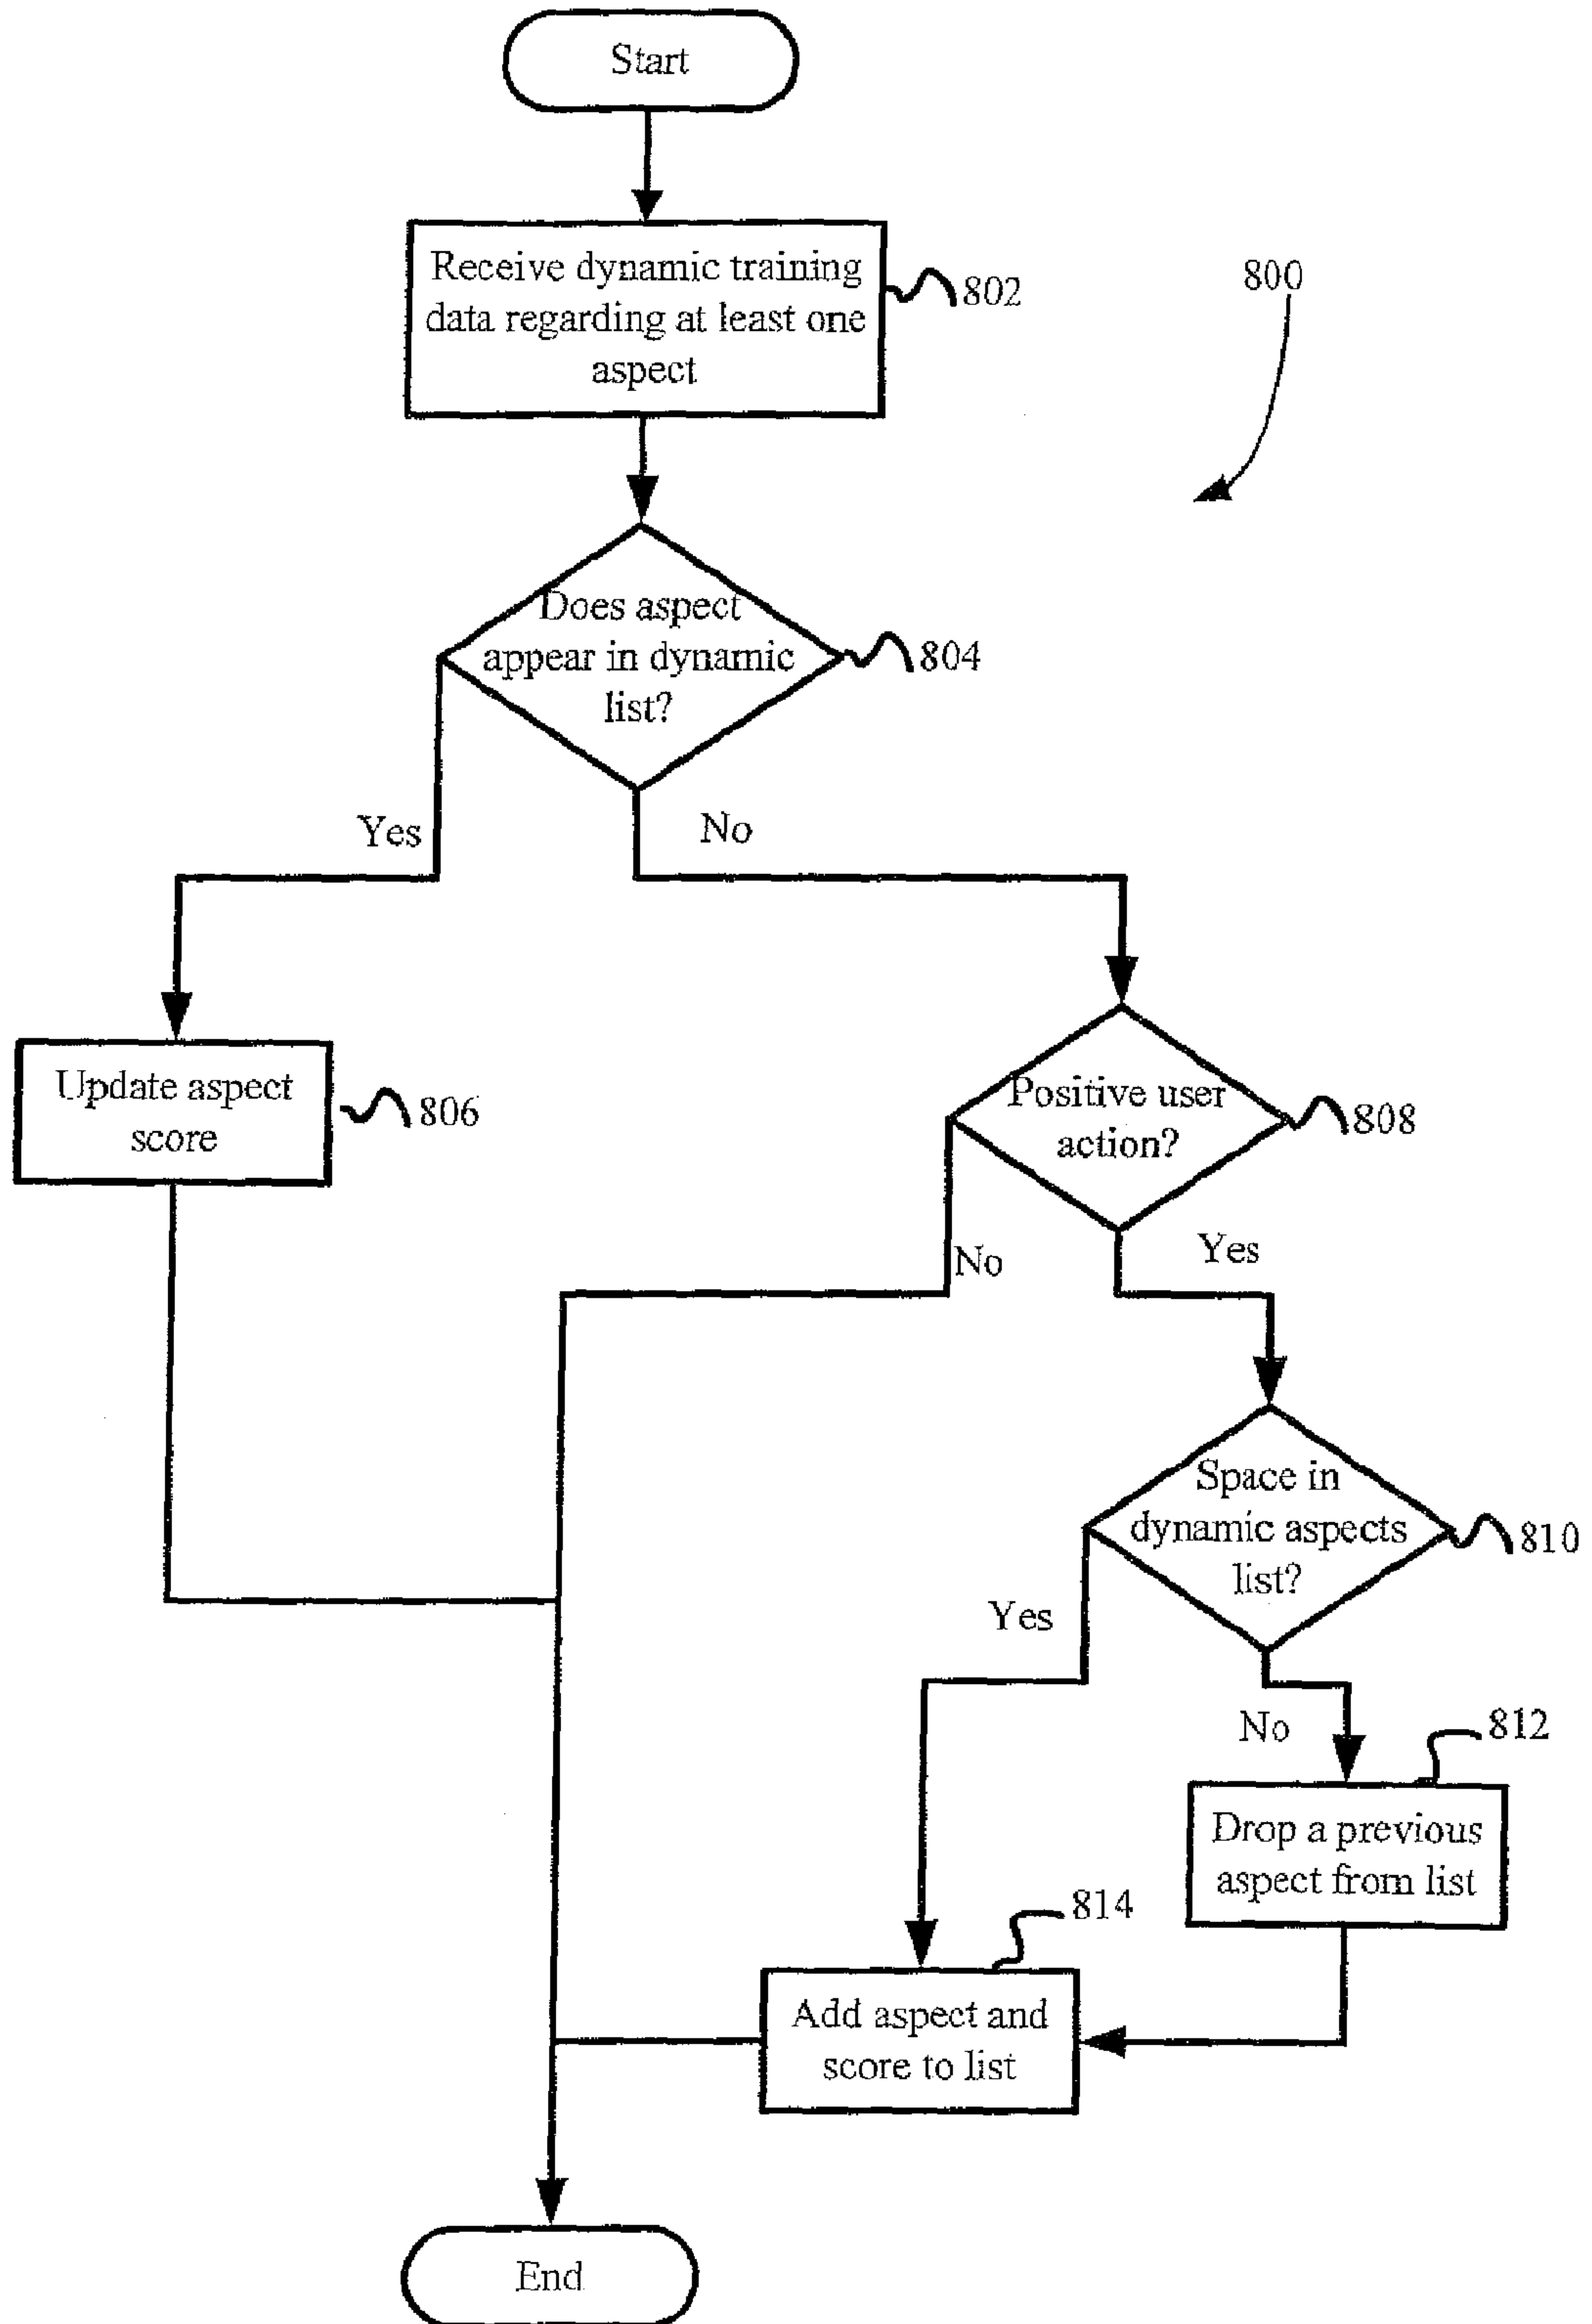 Start
Receive dynamic training
data regarding at least one
aspect
802
800
Does aspect
appear in dynamic
list?
804
Yes
No
Update aspect
score
806
Positive user
action?
808
No
Yes
Space in
dynamic aspects
list?
810
Yes
No
812
Drop a previous
aspect from list
814
Add aspect and
score to list
End